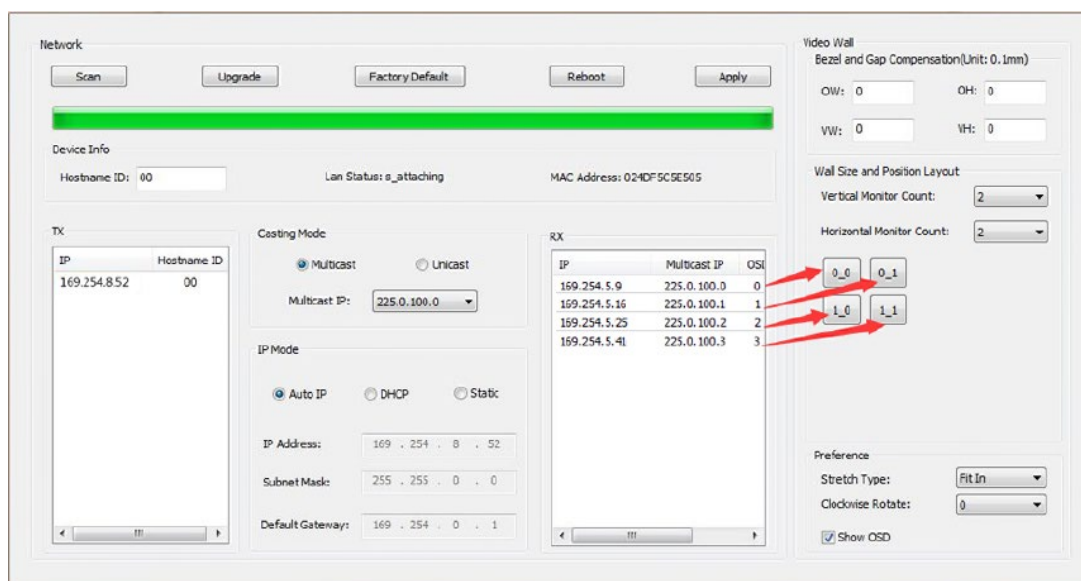 Network
Scan Upgrade Factory Default Reboot Apply
Device Info
Hostname ID: 00 Lan Status: s_attaching MAC Address: 024DF5C5E505
TX
IP Hostname ID
169.254.8.52 00
Casting Mode
Multicast Unicast
Multicast IP: 225.0.100.0
IP Mode
Auto IP DHCP Static
IP Address: 169 . 254 . 8 . 52
Subnet Mask: 255 . 255 . 0 . 0
Default Gateway: 169 . 254 . 0 . 1
RX
IP Multicast IP OSI
169.254.5.9 225.0.100.0 0
169.254.5.16 225.0.100.1 1
169.254.5.25 225.0.100.2 2
169.254.5.41 225.0.100.3 3
Video Wall
Bezel and Gap Compensation(Unit: 0.1mm)
OW: 0 OH: 0
VW: 0 VH: 0
Wall Size and Position Layout
Vertical Monitor Count: 2
Horizontal Monitor Count: 2
0_0 0_1
1_0 1_1
Preference
Stretch Type: Fit In
Clockwise Rotate: 0
Show OSD